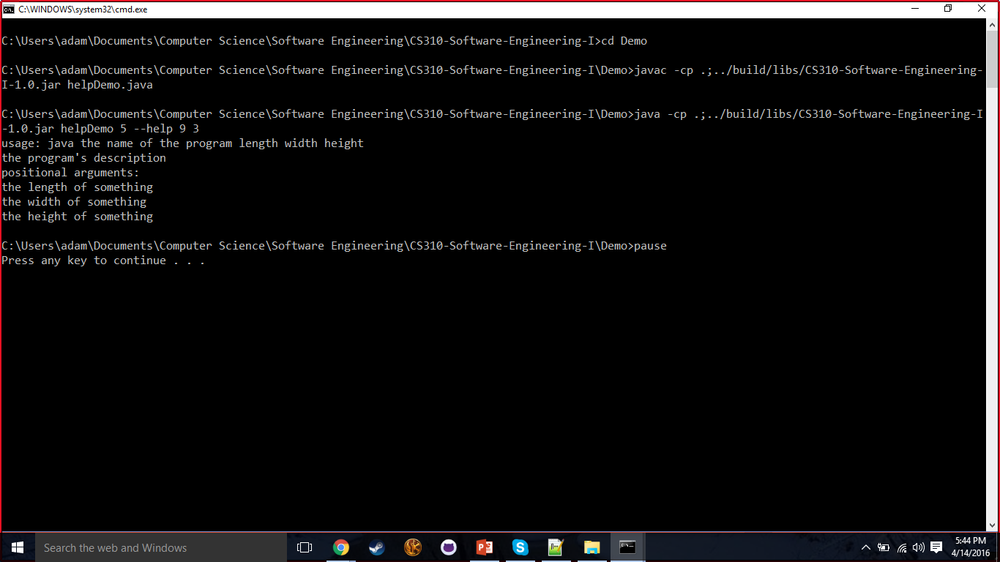 C:\WINDOWS\system32\cmd.exe
C:\Users\adam\Documents\Computer Science\Software Engineering\CS310-Software-Engineering-I>cd Demo
C:\Users\adam\Documents\Computer Science\Software Engineering\CS310-Software-Engineering-I\Demo>javac -cp .;../build/libs/CS310-Software-Engineering-
I-1.0.jar helpDemo.java
C:\Users\adam\Documents\Computer Science\Software Engineering\CS310-Software-Engineering-I\Demo>java -cp .;../build/libs/CS310-Software-Engineering-I
-1.0.jar helpDemo 5 --help 9 3
usage: java the name of the program length width height
the program's description
positional arguments:
the length of something
the width of something
the height of something
C:\Users\adam\Documents\Computer Science\Software Engineering\CS310-Software-Engineering-I\Demo>pause
Press any key to continue . . .
Search the web and Windows
5:44 PM
4/14/2016